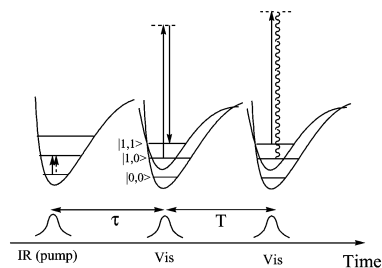 |1,1>
|1,0>
|0,0>
τ
T
IR (pump)
Vis
Vis
Time